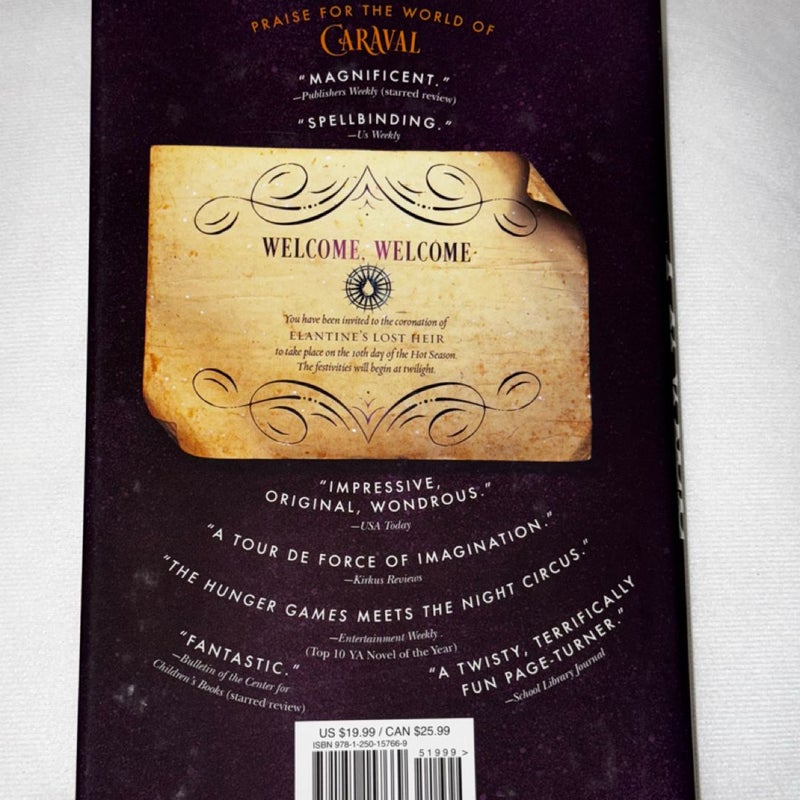 PRAISE FOR THE WORLD OF
CARAVAL
“MAGNIFICENT.”
—Publishers Weekly (starred review)
“SPELLBINDING.”
—Us Weekly
WELCOME, WELCOME
You have been invited to the coronation of
ELANTINE’S LOST HEIR
to take place on the 10th day of the Hot Season.
The festivities will begin at twilight.
“IMPRESSIVE,
ORIGINAL, WONDROUS.”
—USA Today
“A TOUR DE FORCE OF IMAGINATION.”
—Kirkus Reviews
“THE HUNGER GAMES MEETS THE NIGHT CIRCUS.”
—Entertainment Weekly
(Top 10 YA Novel of the Year)
“FANTASTIC.”
—Bulletin of the Center for
Children’s Books (starred review)
“A TWISTY, TERRIFICALLY
FUN PAGE-TURNER.”
—School Library Journal
US $19.99 / CAN $25.99
ISBN 978-1-250-15766-9
51999 >